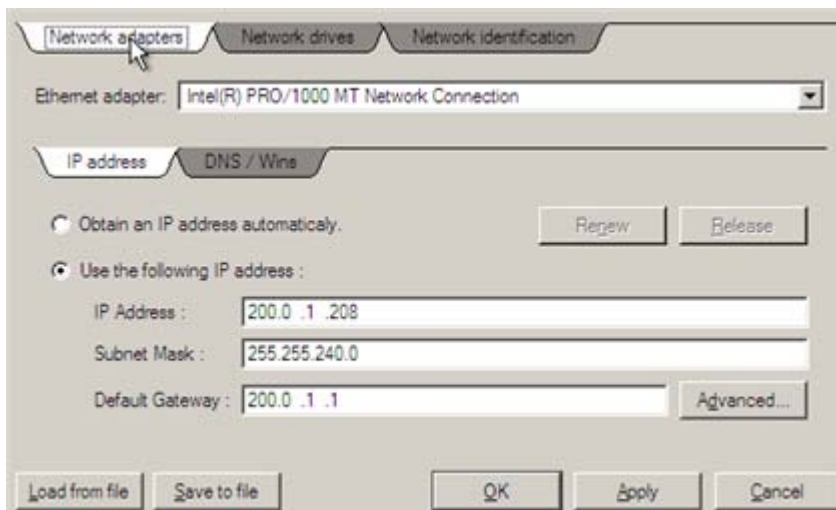 Network adapters Network drives Network identification
Ethernet adapter: Intel(R) PRO/1000 MT Network Connection
IP address DNS / Wins
Obtain an IP address automaticaly. Renew Release
Use the following IP address :
IP Address : 200.0 .1 .208
Subnet Mask : 255.255.240.0
Default Gateway : 200.0 .1 .1 Advanced...
Load from file Save to file OK Apply Cancel